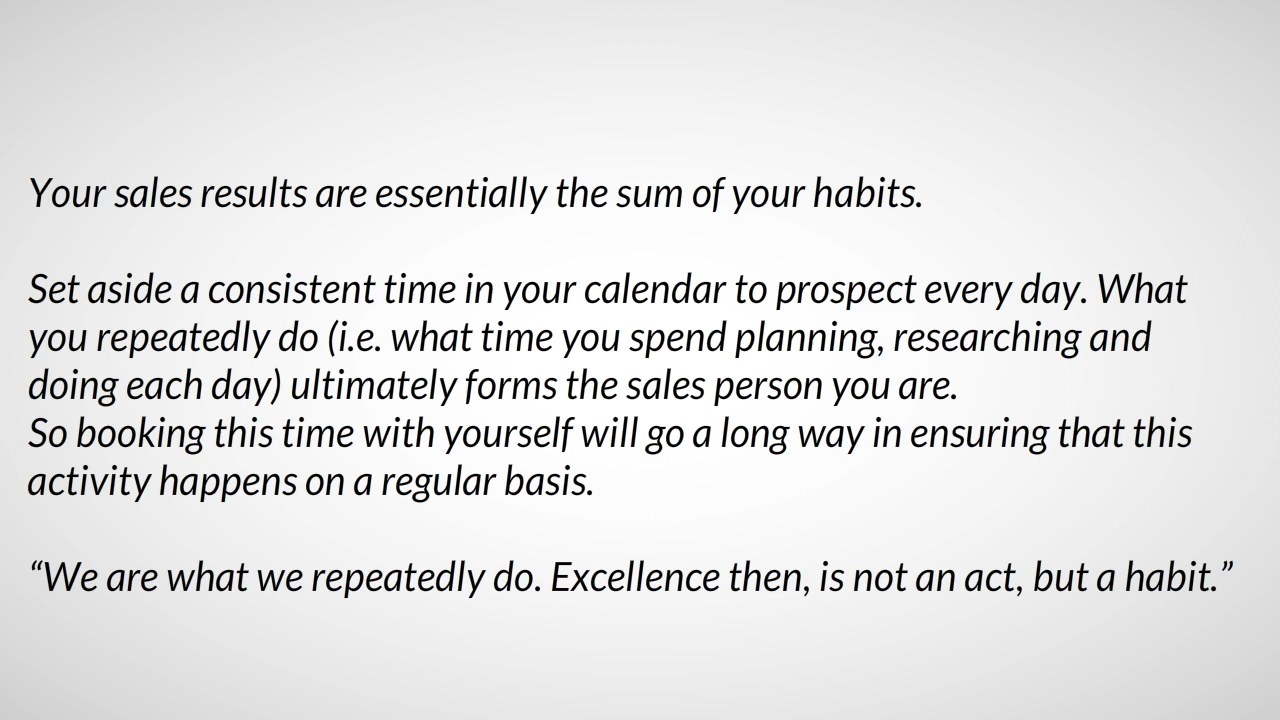 Your sales results are essentially the sum of your habits.
Set aside a consistent time in your calendar to prospect every day. What
you repeatedly do (i.e. what time you spend planning, researching and
doing each day) ultimately forms the sales person you are.
So booking this time with yourself will go a long way in ensuring that this
activity happens on a regular basis.
“We are what we repeatedly do. Excellence then, is not an act, but a habit.”